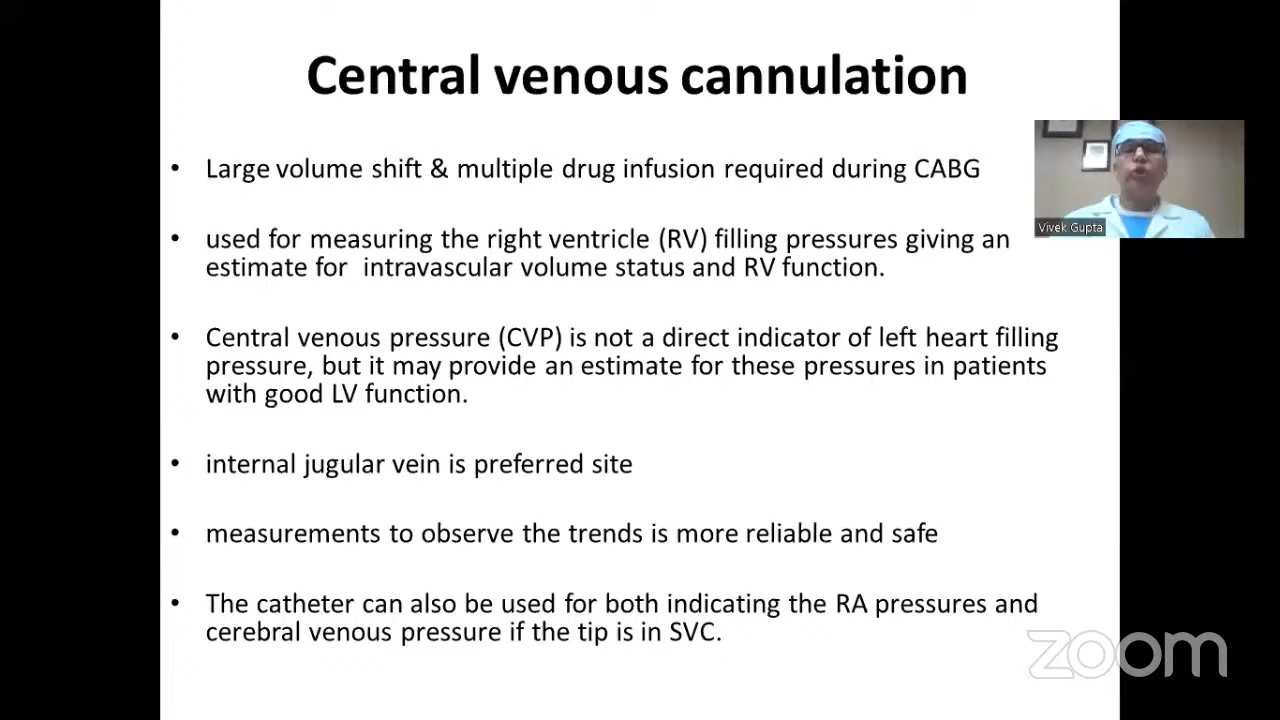 Central venous cannulation
• Large volume shift & multiple drug infusion required during CABG
• used for measuring the right ventricle (RV) filling pressures giving an
estimate for  intravascular volume status and RV function.
• Central venous pressure (CVP) is not a direct indicator of left heart filling
pressure, but it may provide an estimate for these pressures in patients
with good LV function.
• internal jugular vein is preferred site
• measurements to observe the trends is more reliable and safe
• The catheter can also be used for both indicating the RA pressures and
cerebral venous pressure if the tip is in SVC.
Vivek Gupta
zoom